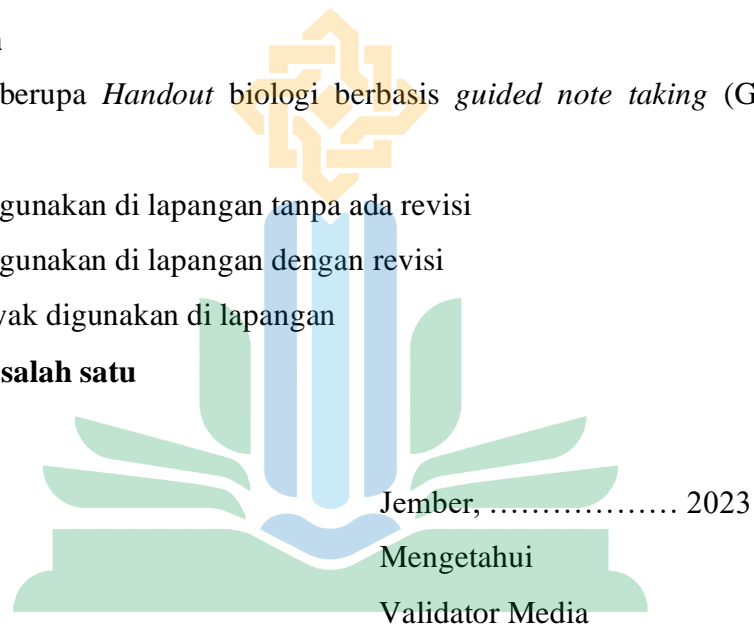 berupa Handout biologi berbasis guided note taking (G
gunakan di lapangan tanpa ada revisi
gunakan di lapangan dengan revisi
yak digunakan di lapangan
salah satu
Jember, ……………… 2023
Mengetahui
Validator Media